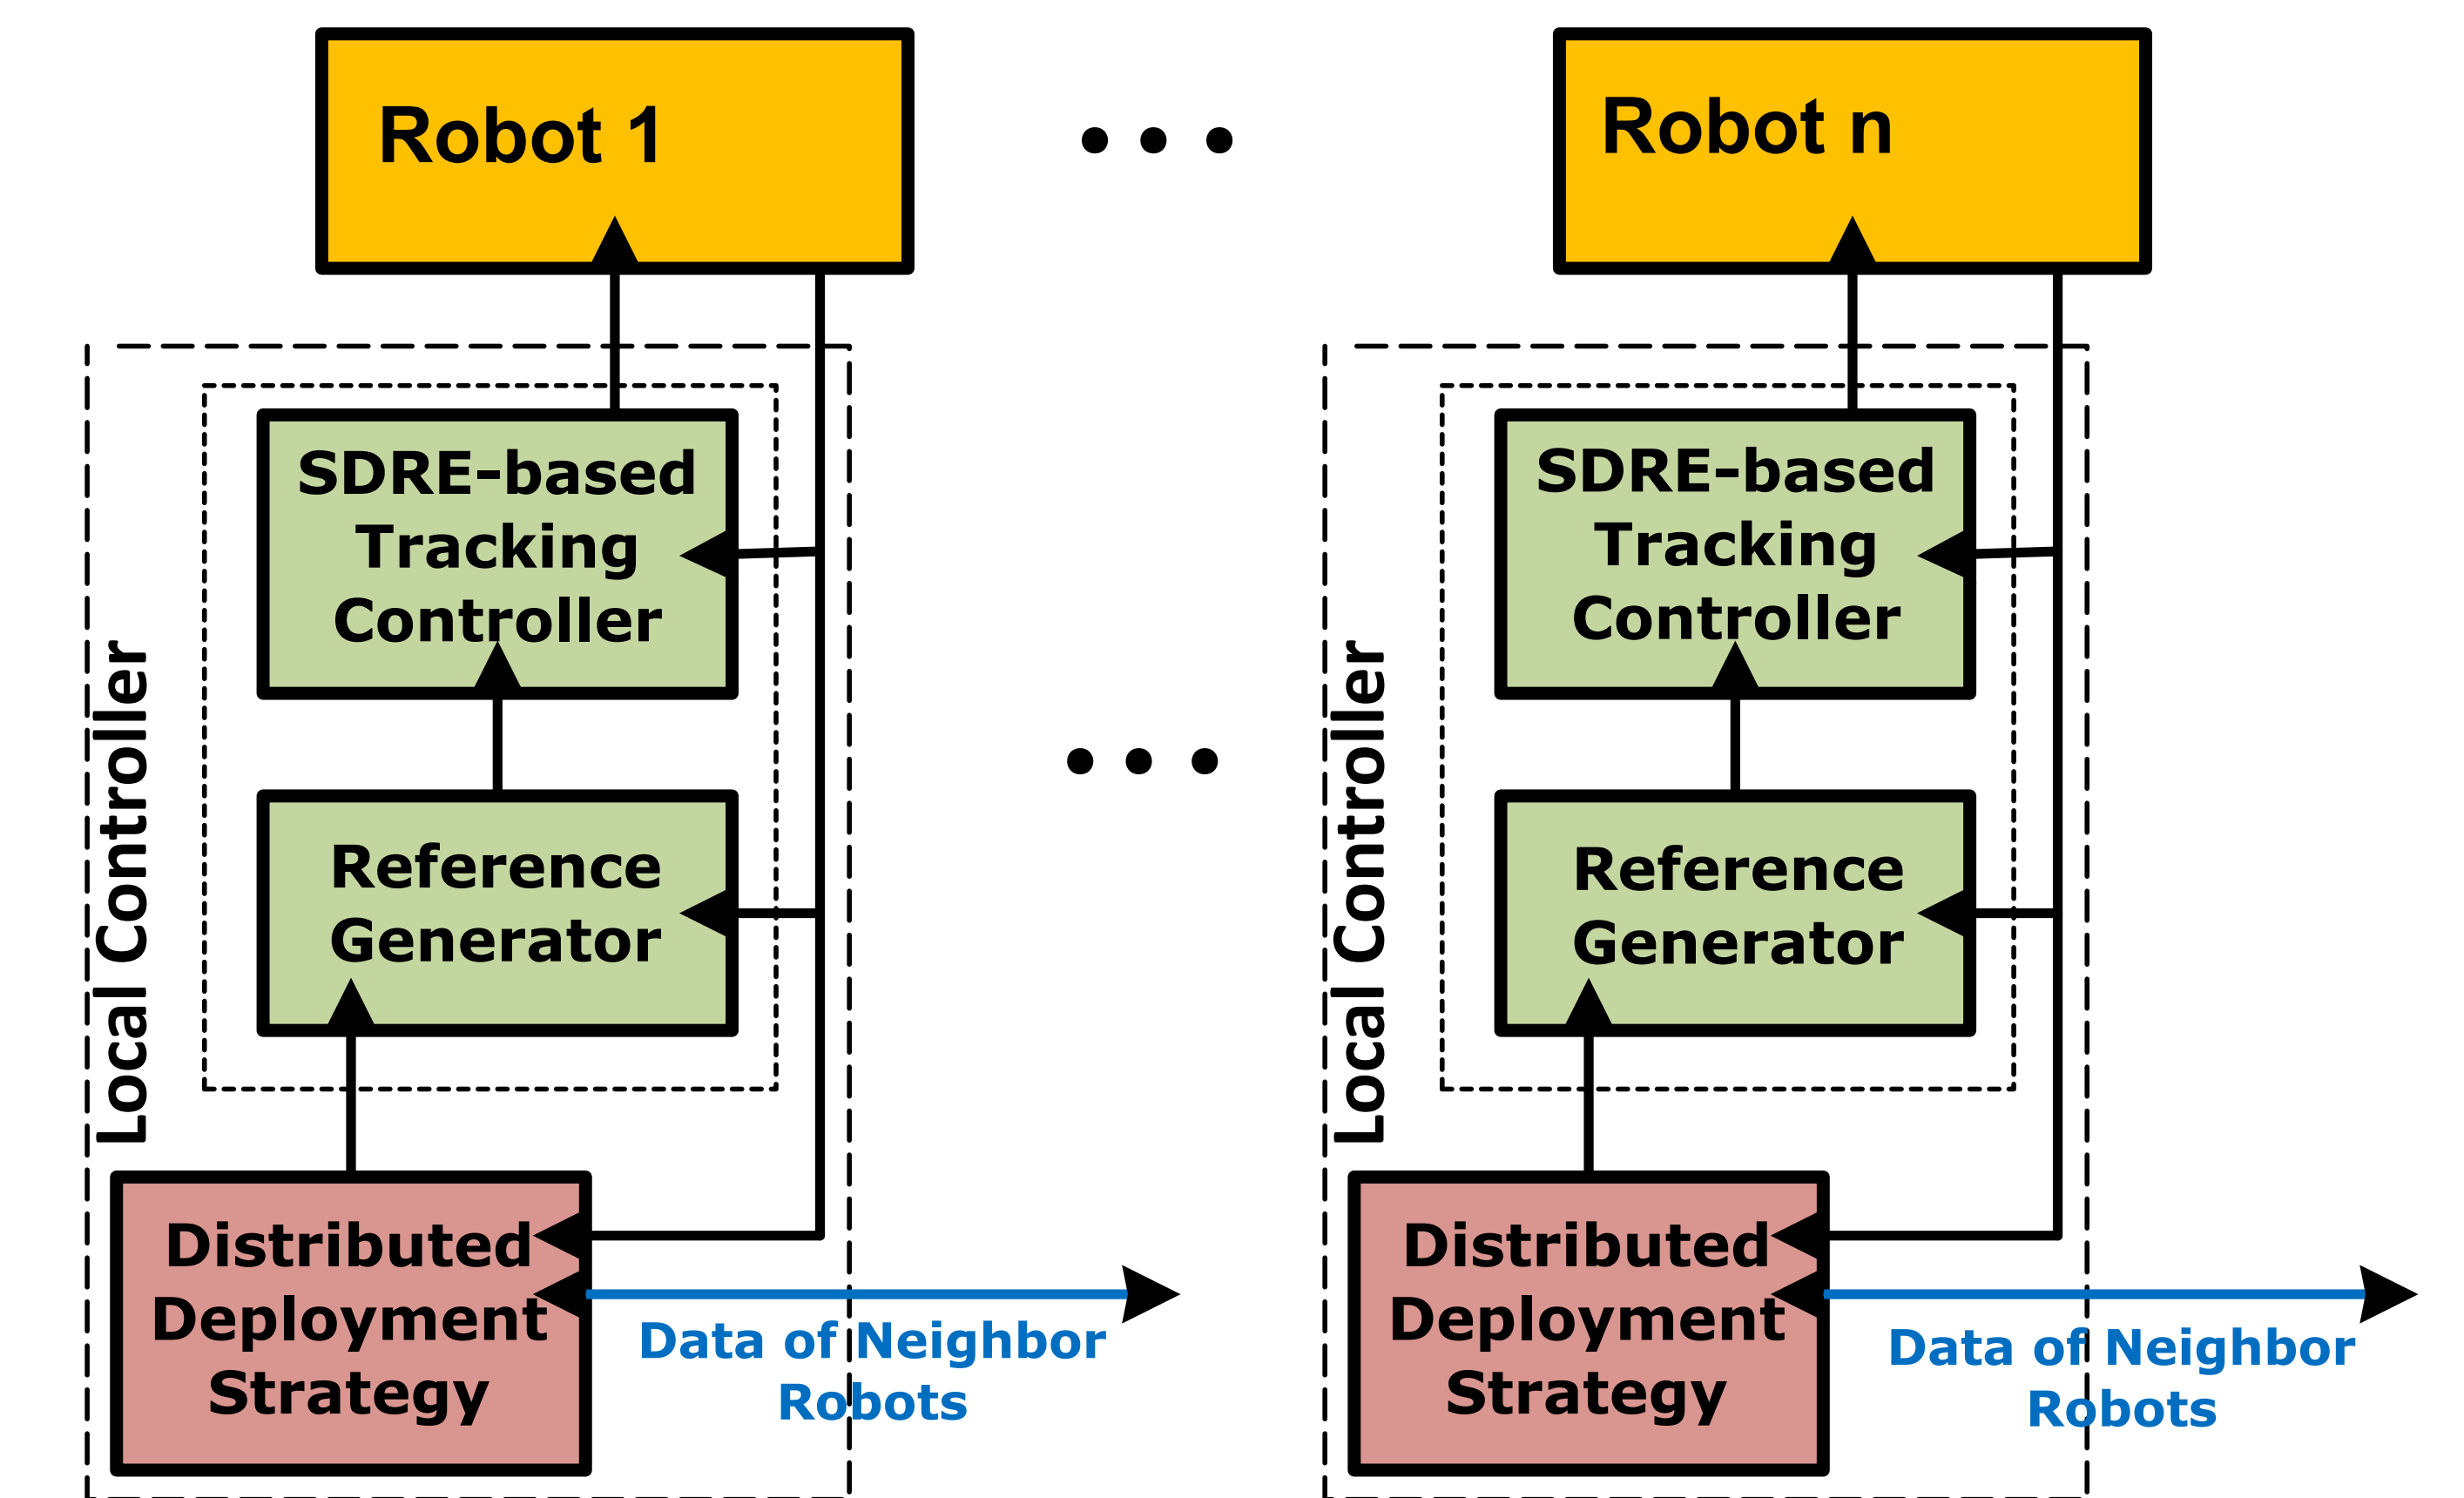 Robot 1
Local Controller
SDRE-based
Tracking
Controller
Reference
Generator
Distributed
Deployment
Strategy
Data of Neighbor
Robots
Robot n
Local Controller
SDRE-based
Tracking
Controller
Reference
Generator
Distributed
Deployment
Strategy
Data of Neighbor
Robots